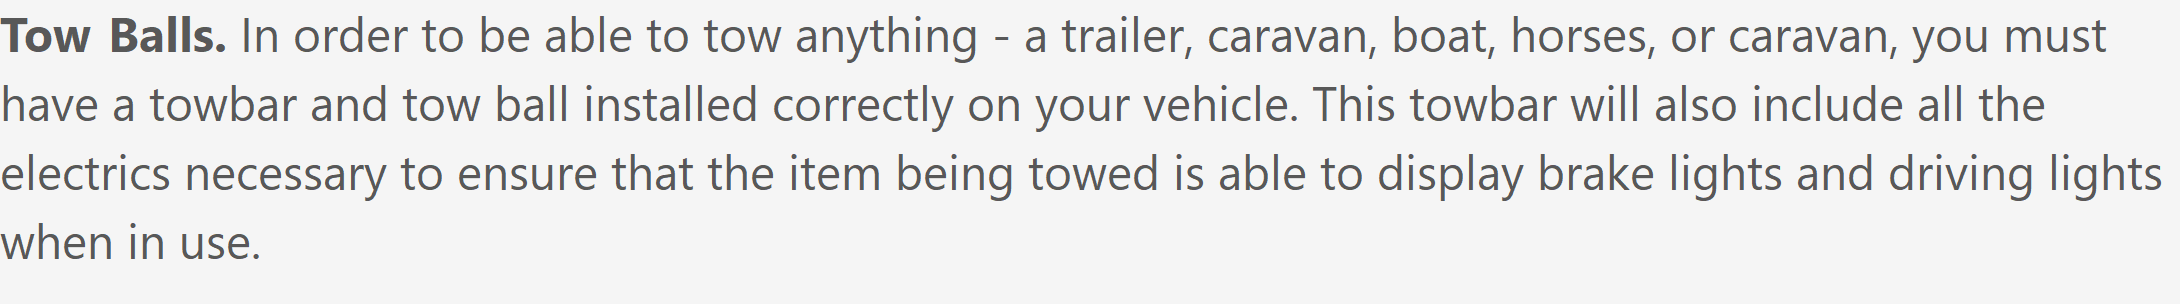 Tow Balls. In order to be able to tow anything - a trailer, caravan, boat, horses, or caravan, you must
have a towbar and tow ball installed correctly on your vehicle. This towbar will also include all the
electrics necessary to ensure that the item being towed is able to display brake lights and driving lights
when in use.